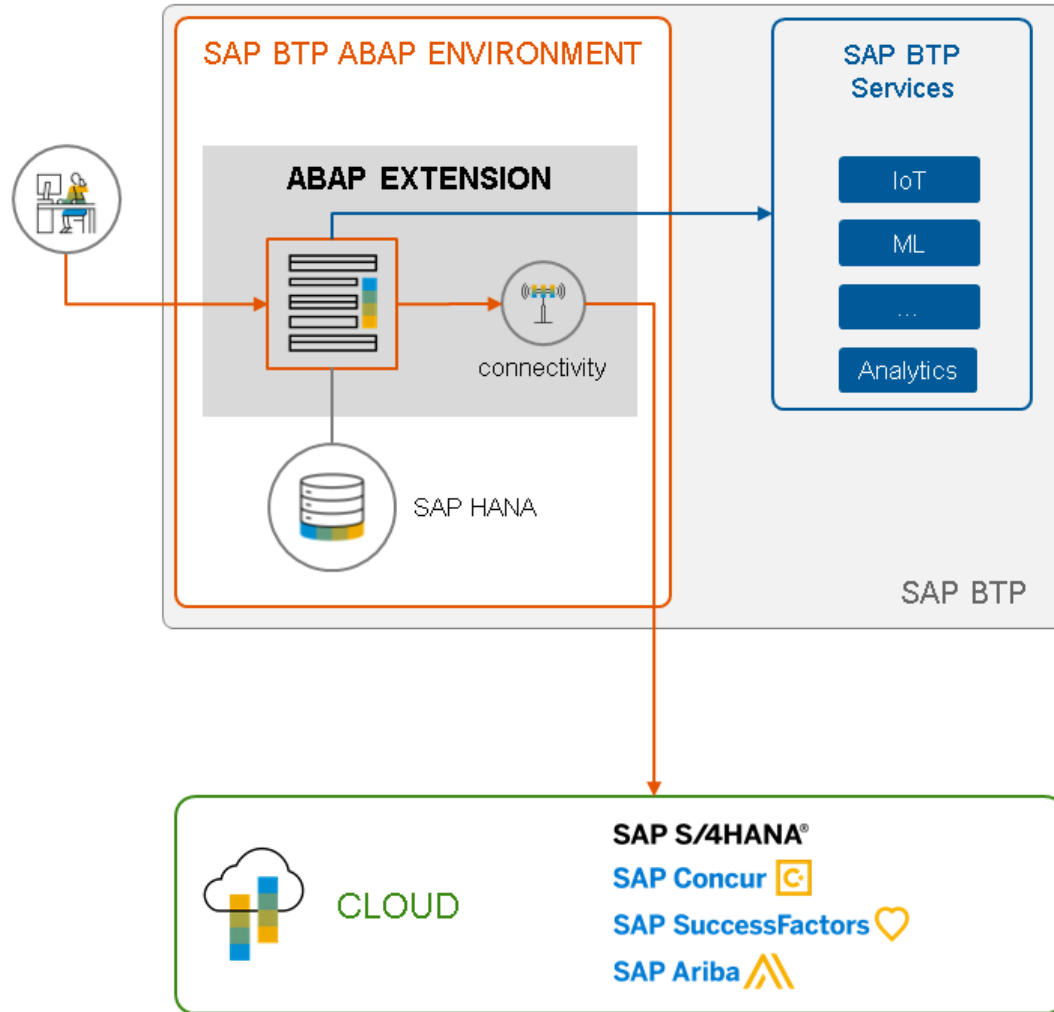 SAP BTP ABAP ENVIRONMENT
SAP BTP
Services
ABAP EXTENSION
IoT
ML
...
Analytics
connectivity
SAP HANA
SAP BTP
CLOUD
SAP S/4HANA®
SAP Concur C
SAP SuccessFactors
SAP Ariba